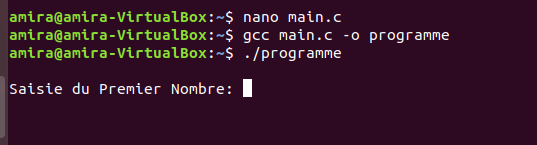 amira@amira-VirtualBox:~$ nano main.c
amira@amira-VirtualBox:~$ gcc main.c -o programme
amira@amira-VirtualBox:~$ ./programme
Saisie du Premier Nombre: